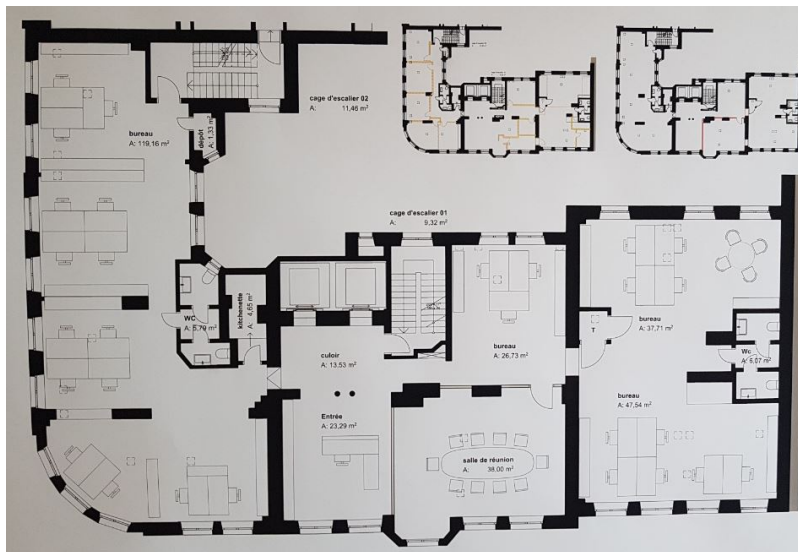 cage d'escalier 02
A: 11,46 m²
bureau
A: 119,16 m²
dépôt
A: 1,33 m²
cage d'escalier 01
A: 9,32 m²
WC
A: 5,79 m²
kitchenette
A: 4,65 m²
culoir
A: 13,53 m²
Entrée
A: 23,29 m²
bureau
A: 26,73 m²
salle de réunion
A: 38,00 m²
T
bureau
A: 37,71 m²
Wc
A: 6,07 m²
bureau
A: 47,54 m²